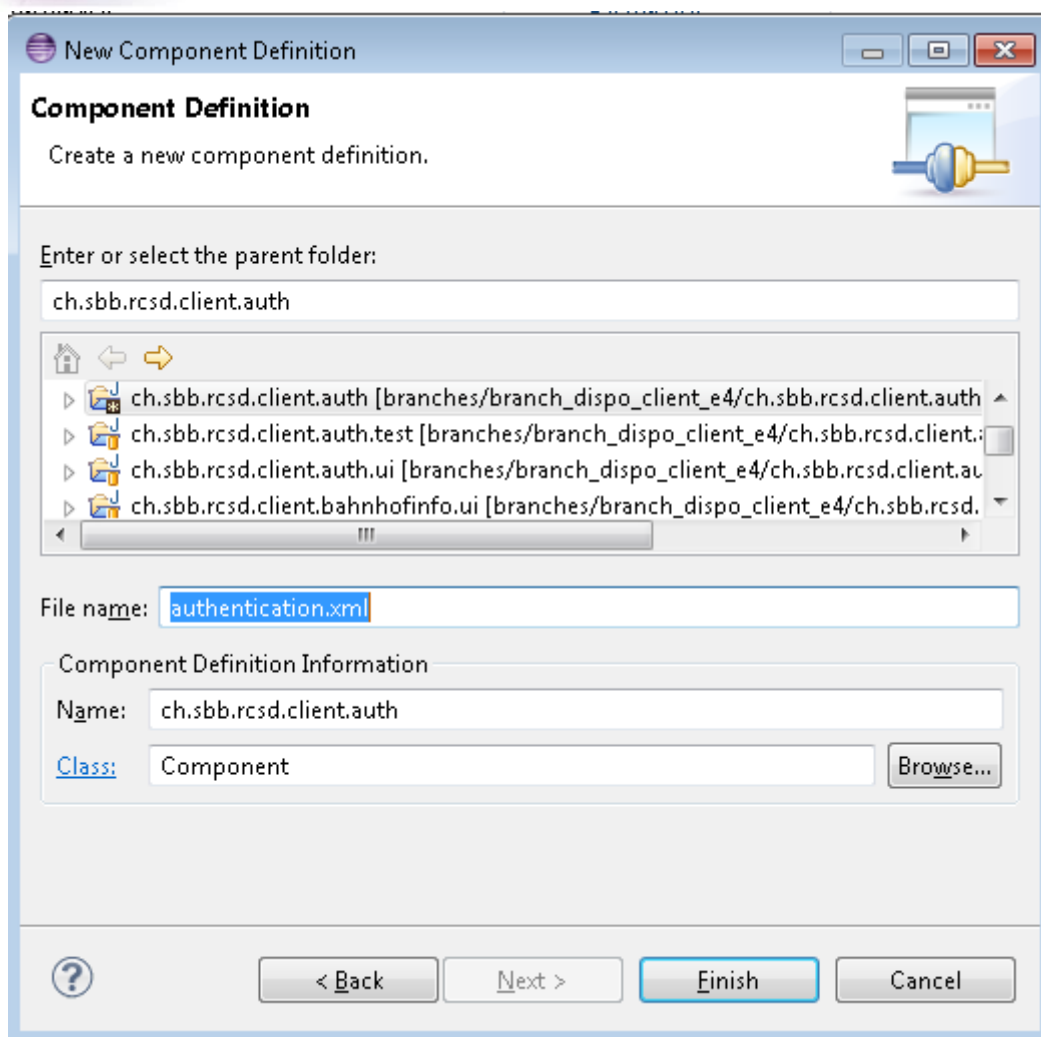 New Component Definition
Component Definition
Create a new component definition.
Enter or select the parent folder:
ch.sbb.rcsd.client.auth
ch.sbb.rcsd.client.auth [branches/branch_dispo_client_e4/ch.sbb.rcsd.client.auth
ch.sbb.rcsd.client.auth.test [branches/branch_dispo_client_e4/ch.sbb.rcsd.client.
ch.sbb.rcsd.client.auth.ui [branches/branch_dispo_client_e4/ch.sbb.rcsd.client.au
ch.sbb.rcsd.client.bahnhofinfo.ui [branches/branch_dispo_client_e4/ch.sbb.rcsd.
File name: authentication.xml
Component Definition Information
Name: ch.sbb.rcsd.client.auth
Class: Component Browse...
< Back Next > Finish Cancel